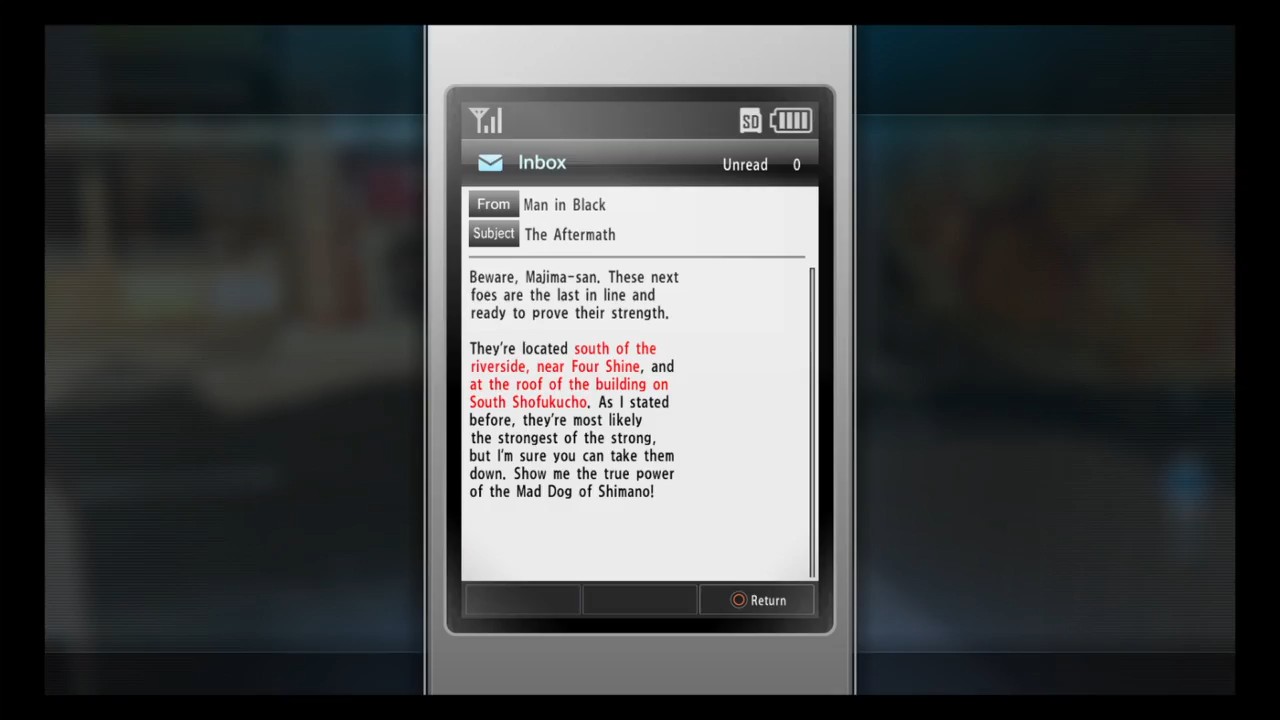 SD
Inbox
Unread 0
From Man in Black
Subject The Aftermath
Beware, Majima-san. These next
foes are the last in line and
ready to prove their strength.
They're located south of the
riverside, near Four Shine, and
at the roof of the building on
South Shofukucho. As I stated
before, they're most likely
the strongest of the strong,
but I'm sure you can take them
down. Show me the true power
of the Mad Dog of Shimano!
Return